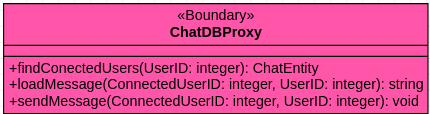 «Boundary»
ChatDBProxy
+findConectedUsers(UserID: integer): ChatEntity
+loadMessage(ConnectedUserID: integer, UserID: integer): string
+sendMessage(ConnectedUserID: integer, UserID: integer): void